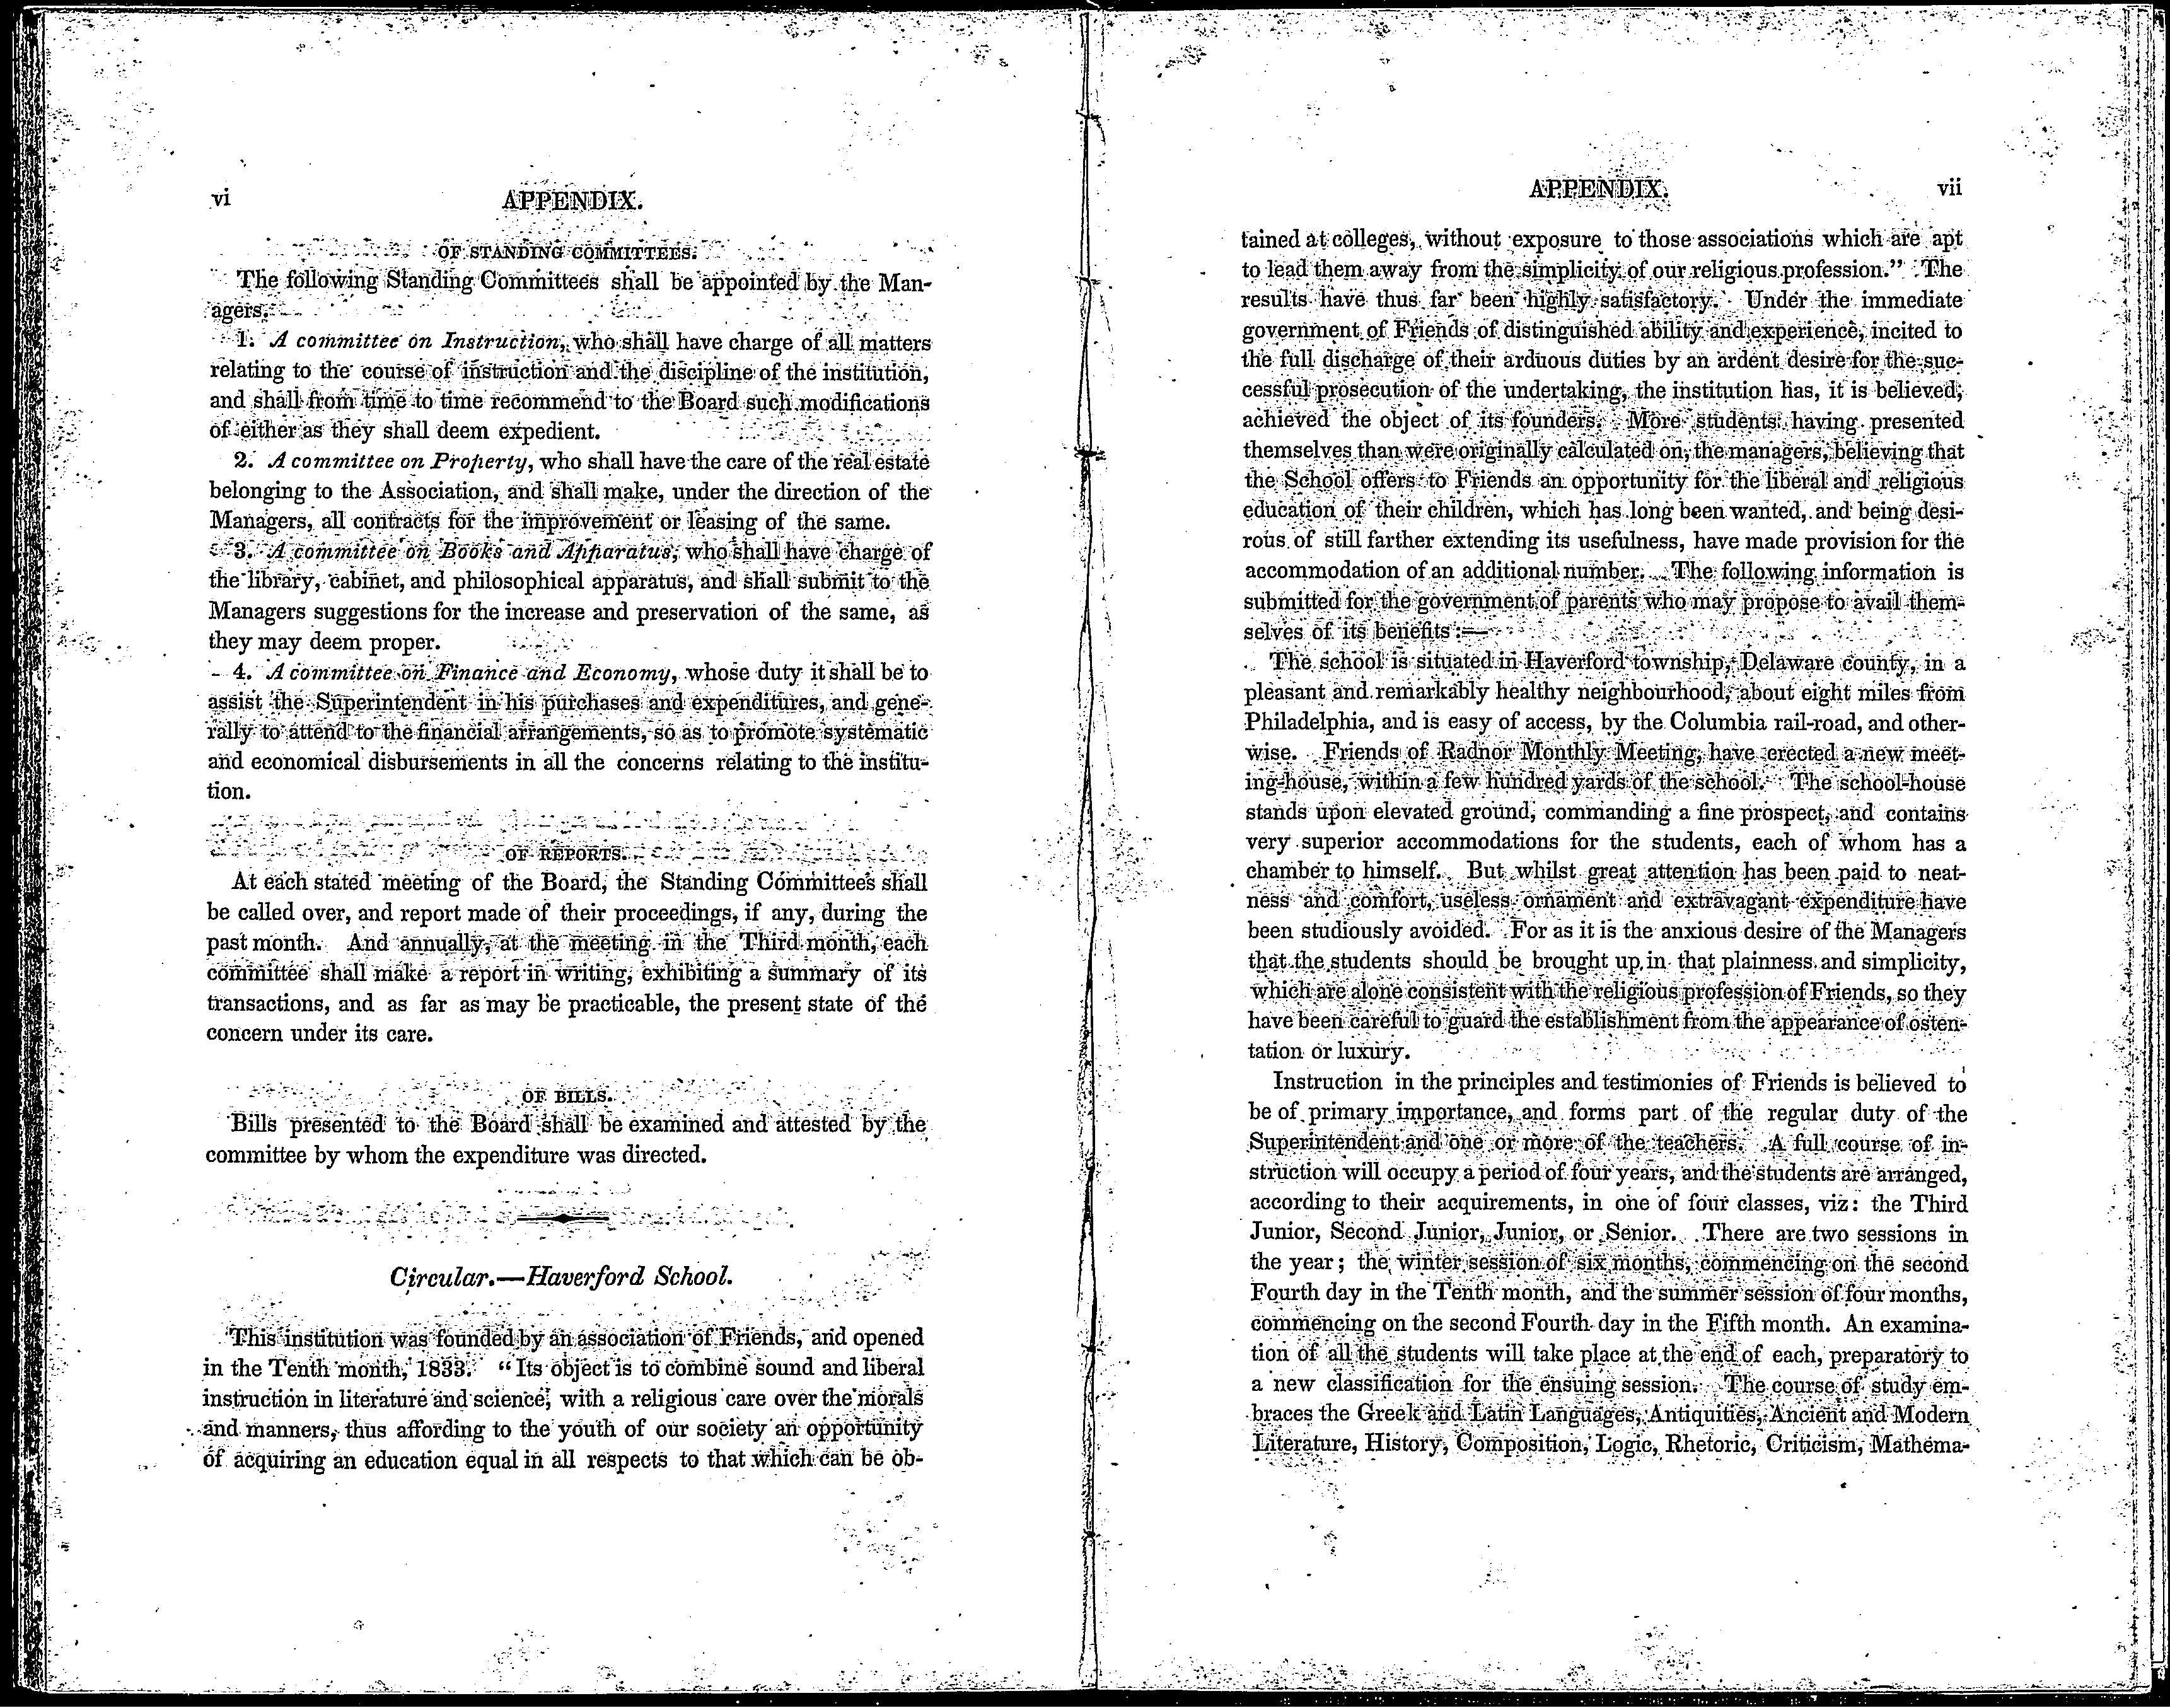 vi
APPENDIX.
OF STANDING COMMITTEES.
The following Standing Committees shall be appointed by the Man-
agers.
1. A committee on Instruction, who shall have charge of all matters
relating to the course of instruction and the discipline of the institution,
and shall from time to time recommend to the Board such modifications
of either as they shall deem expedient.
2. A committee on Property, who shall have the care of the real estate
belonging to the Association, and shall make, under the direction of the
Managers, all contracts for the improvement or leasing of the same.
3. A committee on Books and Apparatus, who shall have charge of
the library, cabinet, and philosophical apparatus, and shall submit to the
Managers suggestions for the increase and preservation of the same, as
they may deem proper.
4. A committee on Finance and Economy, whose duty it shall be to
assist the Superintendent in his purchases and expenditures, and gene-
rally to attend to the financial arrangements, so as to promote systematic
and economical disbursements in all the concerns relating to the institu-
tion.
OF REPORTS.
At each stated meeting of the Board, the Standing Committees shall
be called over, and report made of their proceedings, if any, during the
past month. And annually, at the meeting in the Third month, each
committee shall make a report in writing, exhibiting a summary of its
transactions, and as far as may be practicable, the present state of the
concern under its care.
OF BILLS.
Bills presented to the Board shall be examined and attested by the
committee by whom the expenditure was directed.
Circular.—Haverford School.
This institution was founded by an association of Friends, and opened
in the Tenth month, 1833. "Its object is to combine sound and liberal
instruction in literature and science, with a religious care over the morals
and manners, thus affording to the youth of our society an opportunity
of acquiring an education equal in all respects to that which can be ob-
APPENDIX.
vii
tained at colleges, without exposure to those associations which are apt
to lead them away from the simplicity of our religious profession." The
results have thus far been highly satisfactory. Under the immediate
government of Friends of distinguished ability and experience, incited to
the full discharge of their arduous duties by an ardent desire for the suc-
cessful prosecution of the undertaking, the institution has, it is believed,
achieved the object of its founders. More students having presented
themselves than were originally calculated on, the managers, believing that
the School offers to Friends an opportunity for the liberal and religious
education of their children, which has long been wanted, and being desi-
rous of still farther extending its usefulness, have made provision for the
accommodation of an additional number. The following information is
submitted for the government of parents who may propose to avail them-
selves of its benefits :—
The school is situated in Haverford township, Delaware county, in a
pleasant and remarkably healthy neighbourhood, about eight miles from
Philadelphia, and is easy of access, by the Columbia rail-road, and other-
wise. Friends of Radnor Monthly Meeting, have erected a new meet-
ing-house, within a few hundred yards of the school. The school-house
stands upon elevated ground, commanding a fine prospect, and contains
very superior accommodations for the students, each of whom has a
chamber to himself. But whilst great attention has been paid to neat-
ness and comfort, useless ornament and extravagant expenditure have
been studiously avoided. For as it is the anxious desire of the Managers
that the students should be brought up in that plainness and simplicity,
which are alone consistent with the religious profession of Friends, so they
have been careful to guard the establishment from the appearance of osten-
tation or luxury.
Instruction in the principles and testimonies of Friends is believed to
be of primary importance, and forms part of the regular duty of the
Superintendent and one or more of the teachers. A full course of in-
struction will occupy a period of four years, and the students are arranged,
according to their acquirements, in one of four classes, viz: the Third
Junior, Second Junior, Junior, or Senior. There are two sessions in
the year; the winter session of six months, commencing on the second
Fourth day in the Tenth month, and the summer session of four months,
commencing on the second Fourth day in the Fifth month. An examina-
tion of all the students will take place at the end of each, preparatory to
a new classification for the ensuing session. The course of study em-
braces the Greek and Latin Languages, Antiquities, Ancient and Modern
Literature, History, Composition, Logic, Rhetoric, Criticism, Mathema-